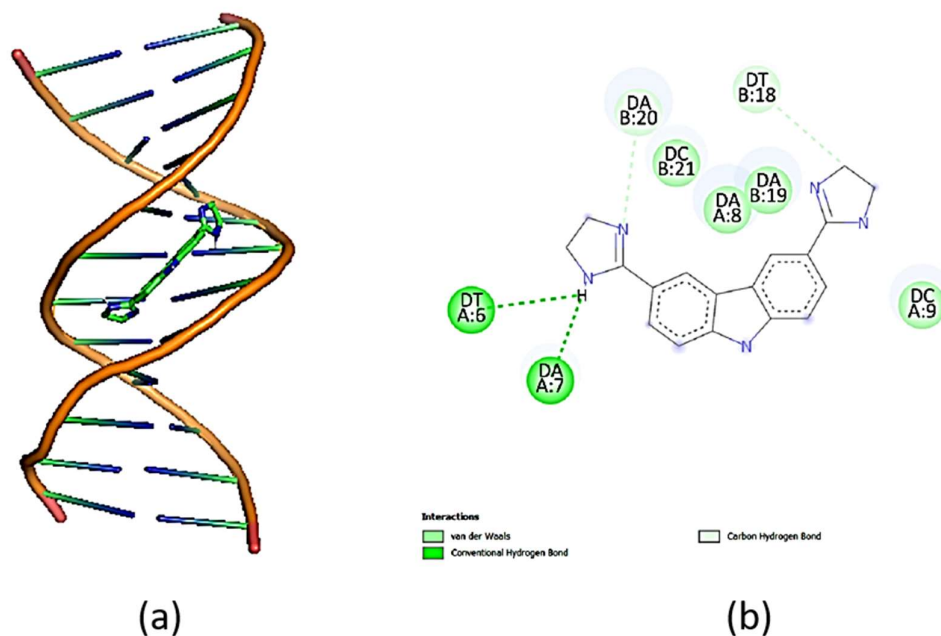 DT
B:18
DA
B:20
DC
B:21
DA
B:19
DA
A:8
N
N
N
N
H
N
DT
A:6
DA
A:7
DC
A:9
Interactions
van der Waals
Conventional Hydrogen Bond
Carbon Hydrogen Bond
(a)
(b)